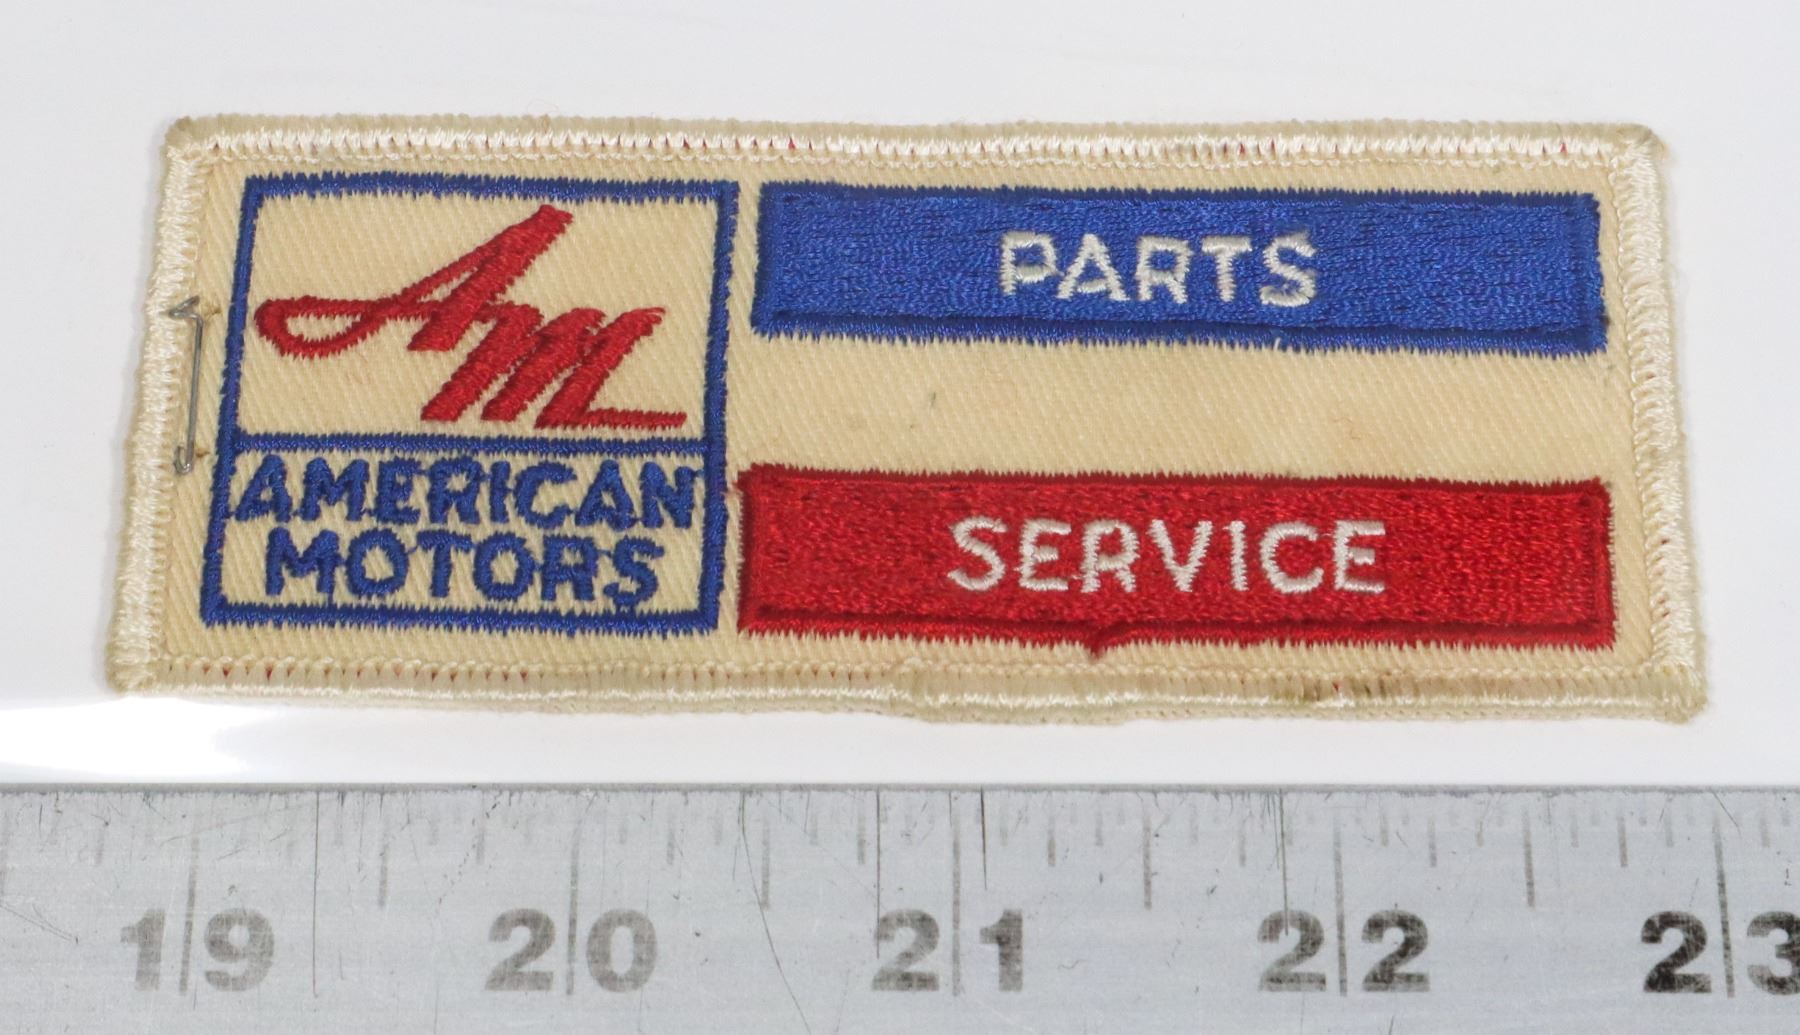 AM
AMERICAN
MOTORS
PARTS
SERVICE
19 20 21 22 23